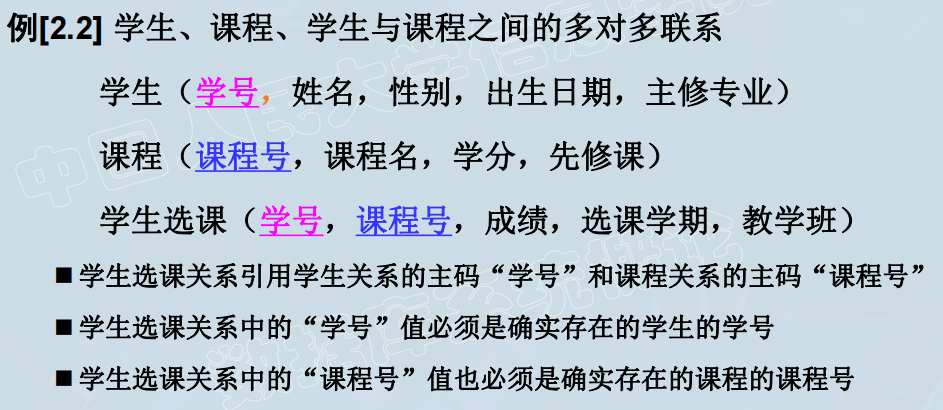 例[2.2] 学生、课程、学生与课程之间的多对多联系
学生（学号，姓名，性别，出生日期，主修专业）
课程（课程号，课程名，学分，先修课）
学生选课（学号，课程号，成绩，选课学期，教学班）
■ 学生选课关系引用学生关系的主码“学号”和课程关系的主码“课程号”
■ 学生选课关系中的“学号”值必须是确实存在的学生的学号
■ 学生选课关系中的“课程号”值也必须是确实存在的课程的课程号